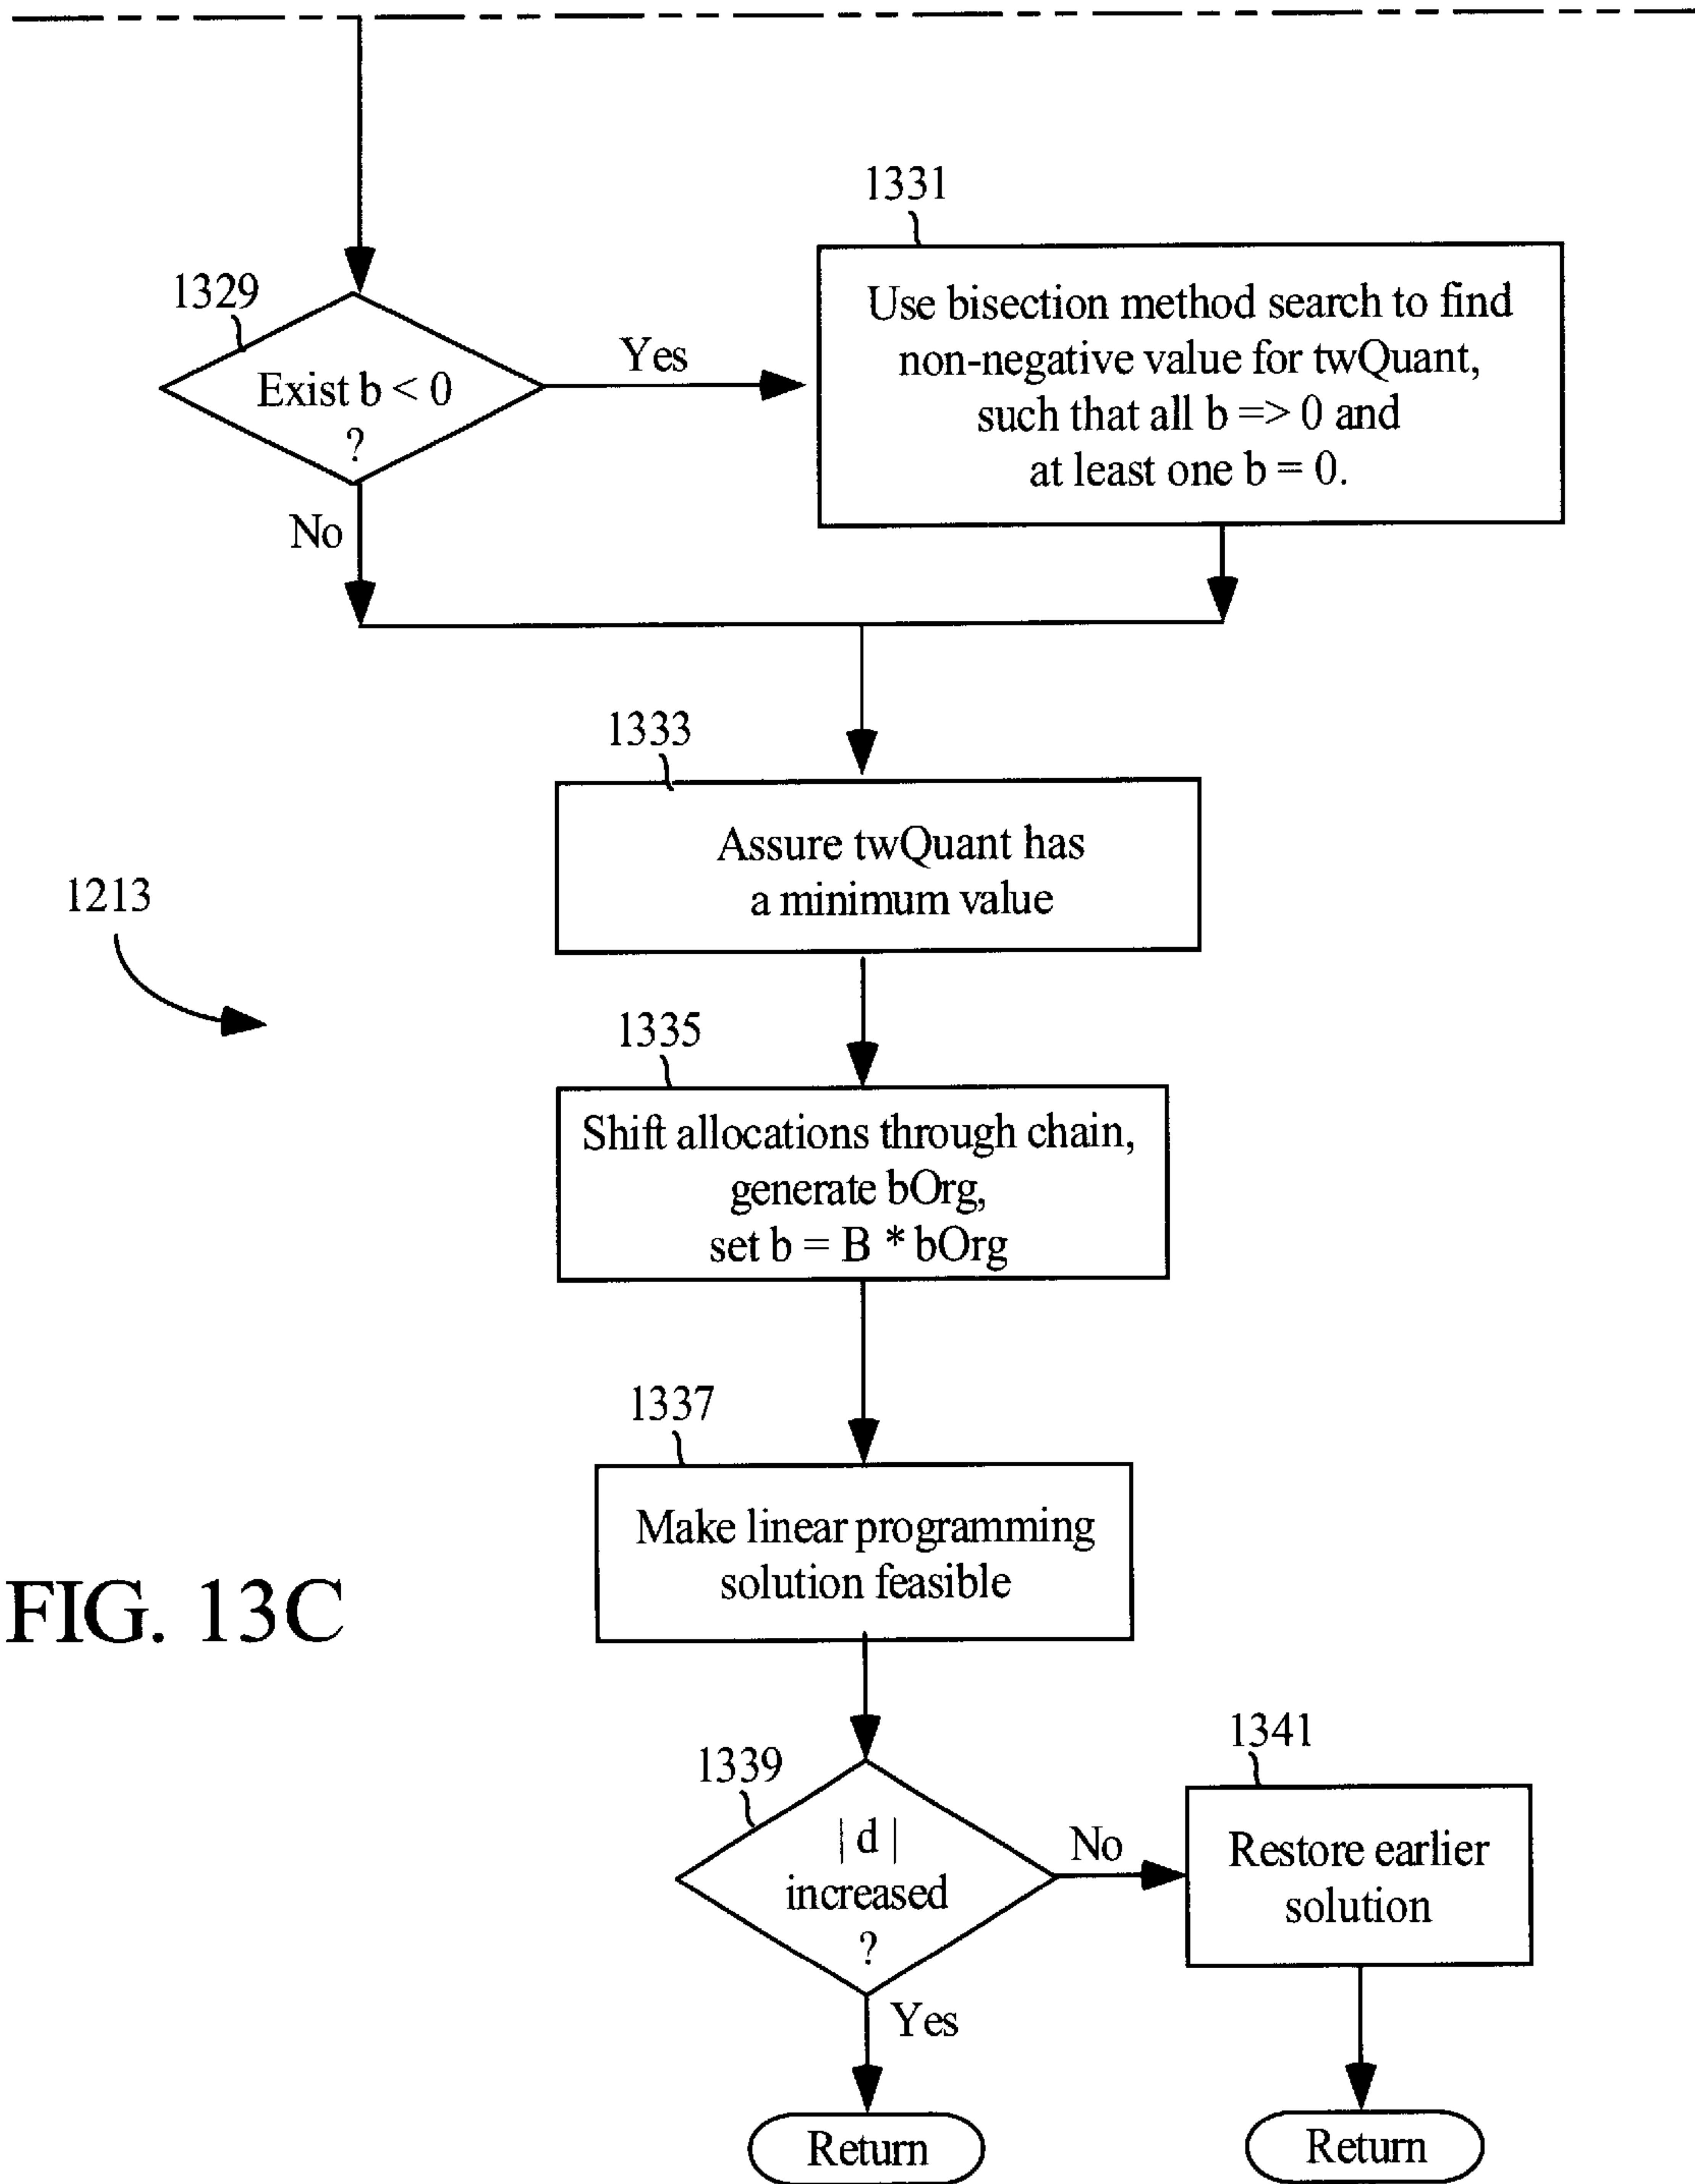 1331
1329
Use bisection method search to find
non-negative value for twQuant,
such that all b => 0 and
at least one b = 0.
Exist b < 0
?
Yes
No
1333
Assure twQuant has
a minimum value
1213
1335
Shift allocations through chain,
generate bOrg,
set b = B * bOrg
1337
Make linear programming
solution feasible
FIG. 13C
1339
| d |
increased
?
No
1341
Restore earlier
solution
Yes
Return
Return